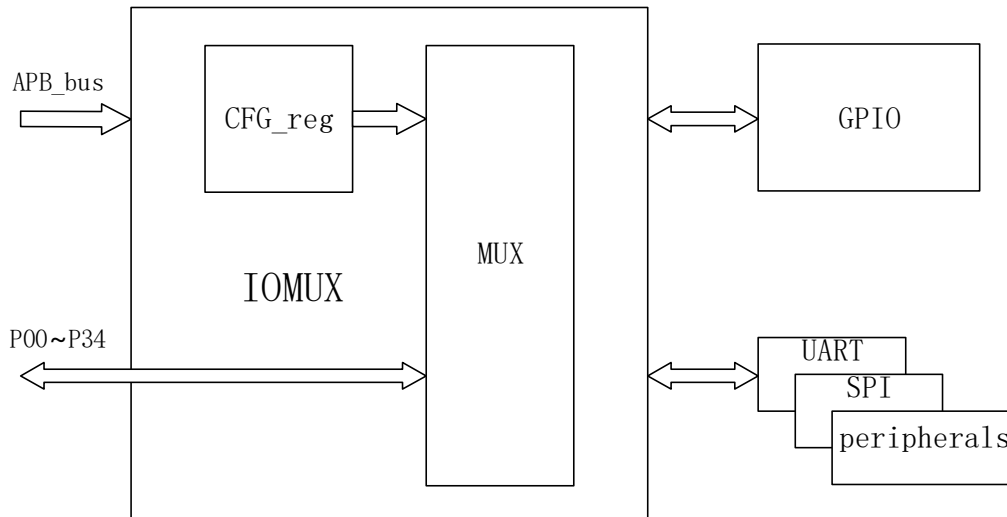 APB_bus
CFG_reg
GPIO
MUX
IOMUX
P00~P34
UART
SPI
peripherals